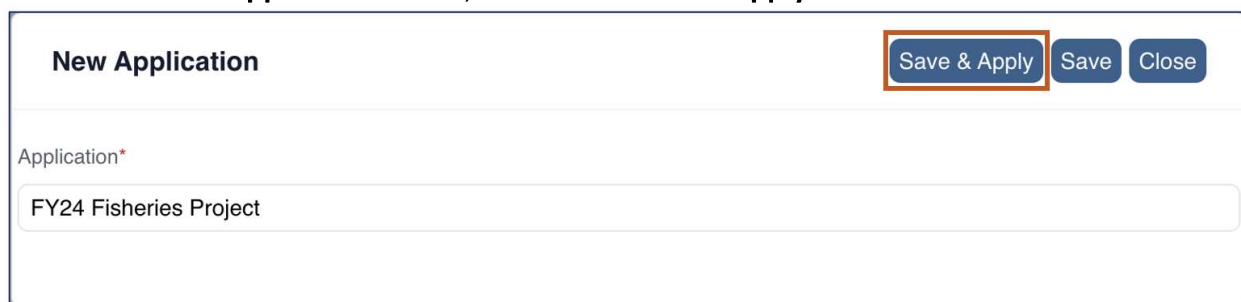 New Application
Save & Apply Save Close
Application*
FY24 Fisheries Project